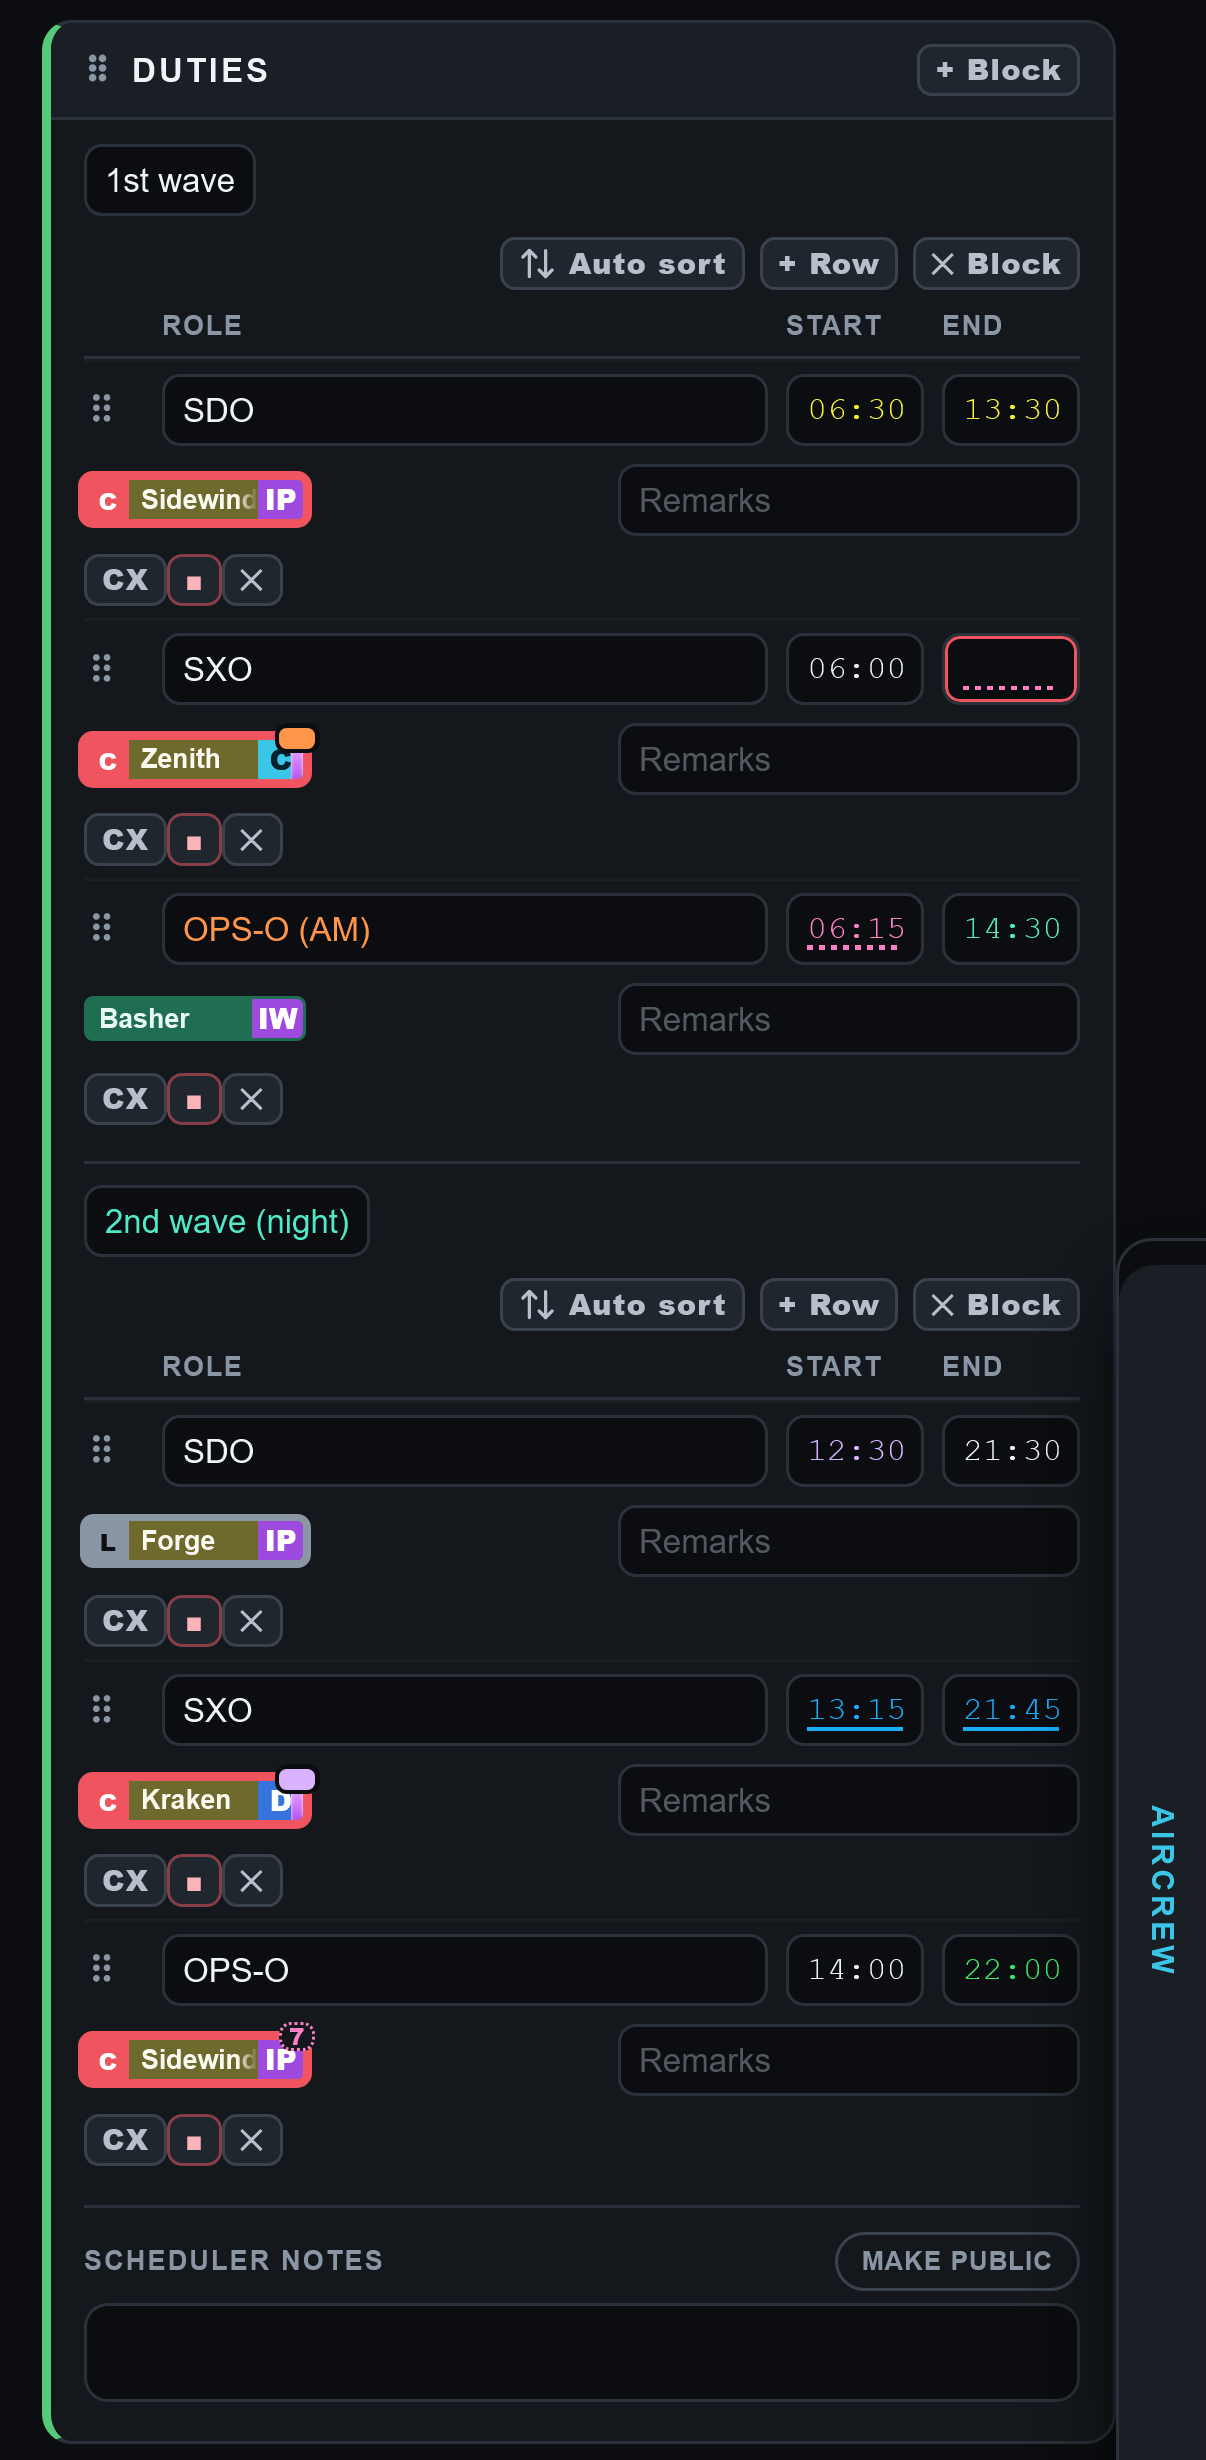 DUTIES + Block
1st wave
Auto sort + Row × Block
ROLE START END
SDO 06:30 13:30
C Sidewind IP Remarks
CX ■ ×
SXO 06:00
C Zenith C Remarks
CX ■ ×
OPS-O (AM) 06:15 14:30
Basher IW Remarks
CX ■ ×
2nd wave (night)
Auto sort + Row × Block
ROLE START END
SDO 12:30 21:30
L Forge IP Remarks
CX ■ ×
SXO 13:15 21:45
C Kraken D Remarks
CX ■ ×
OPS-O 14:00 22:00
7
C Sidewind IP Remarks
CX ■ ×
SCHEDULER NOTES MAKE PUBLIC
AIRCREW